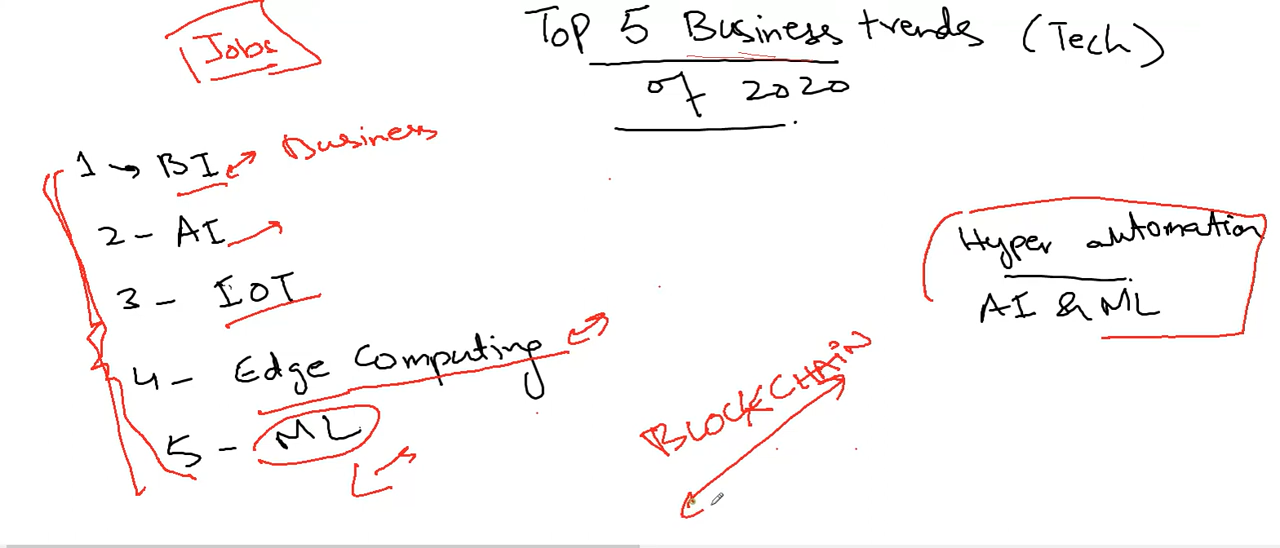 Jobs
Top 5 Business trends (Tech)
of 2020
1 → BI ↔ Business
2 - AI
3 - IoT
4 - Edge Computing
5 - ML
Hyper automation
AI & ML
BLOCKCHAiN